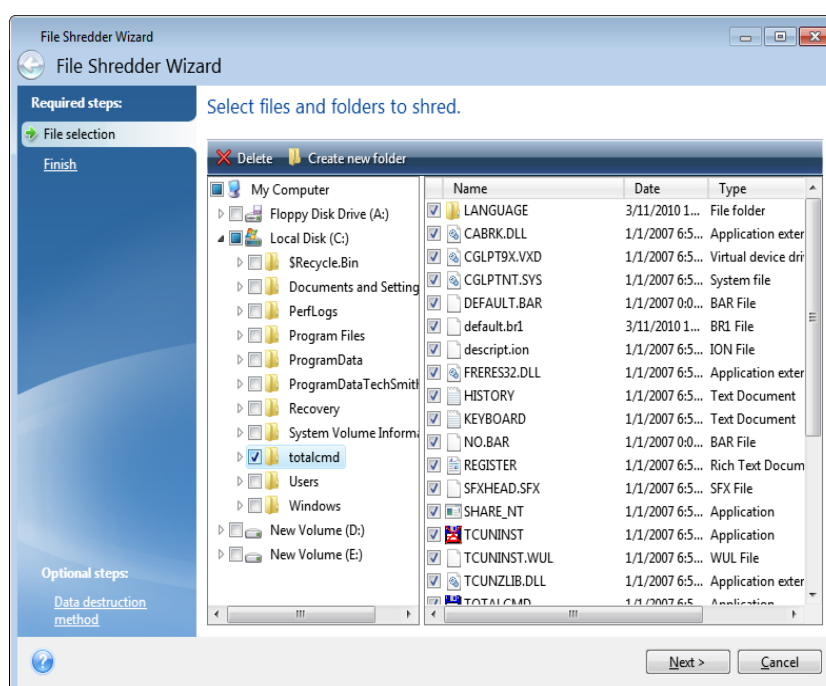 File Shredder Wizard
File Shredder Wizard
Required steps:
File selection
Finish
Select files and folders to shred.
Delete Create new folder
My Computer
Floppy Disk Drive (A:)
Local Disk (C:)
$Recycle.Bin
Documents and Setting
PerfLogs
Program Files
ProgramData
ProgramDataTechSmith
Recovery
System Volume Informa
totalcmd
Users
Windows
New Volume (D:)
New Volume (E:)
Name Date Type
LANGUAGE 3/11/2010 1... File folder
CABRK.DLL 1/1/2007 6:5... Application exter
CGLPT9X.VXD 1/1/2007 6:5... Virtual device dri
CGLPTNT.SYS 1/1/2007 6:5... System file
DEFAULT.BAR 1/1/2007 0:0... BAR File
default.br1 3/11/2010 1... BR1 File
descript.ion 1/1/2007 6:5... ION File
FRERES32.DLL 1/1/2007 6:5... Application exter
HISTORY 1/1/2007 6:5... Text Document
KEYBOARD 1/1/2007 6:5... Text Document
NO.BAR 1/1/2007 0:0... BAR File
REGISTER 1/1/2007 6:5... Rich Text Docum
SFXHEAD.SFX 1/1/2007 6:5... SFX File
SHARE_NT 1/1/2007 6:5... Application
TCUNINST 1/1/2007 6:5... Application
TCUNINST.WUL 1/1/2007 6:5... WUL File
TCUNZLIB.DLL 1/1/2007 6:5... Application exter
TOTALCMD 1/1/2007 6:5... Application
Optional steps:
Data destruction
method
Next > Cancel